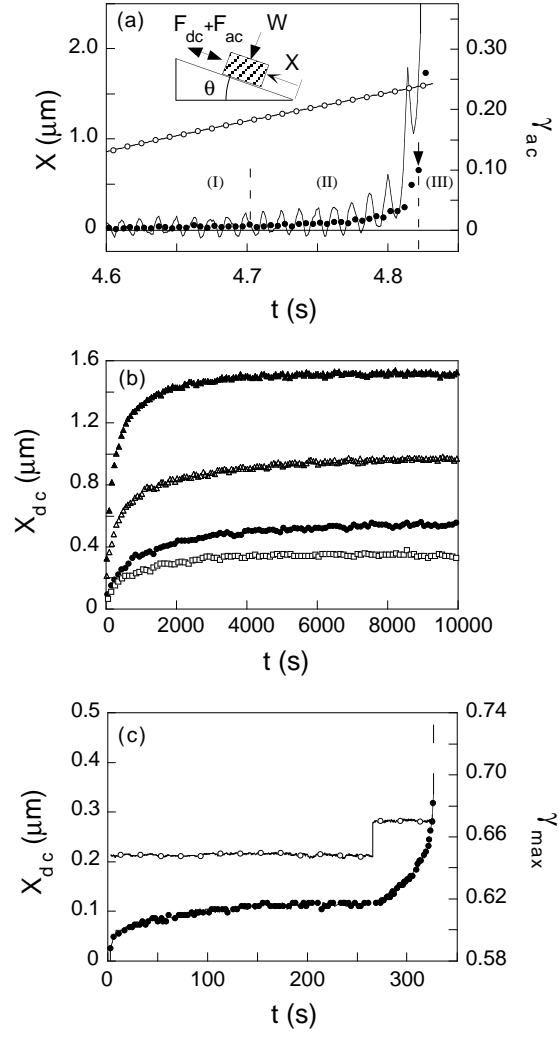 (a)
F_dc+F_ac
W
X
θ
(I)
(II)
(III)
2.0
1.0
0
X (μm)
0.30
0.20
0.10
0
γ_ac
4.6
4.7
4.8
t (s)
(b)
1.6
1.2
0.8
0.4
0
X_dc (μm)
0
2000
4000
6000
8000
10000
t (s)
(c)
0.5
0.4
0.3
0.2
0.1
0
X_dc (μm)
0.74
0.70
0.66
0.62
0.58
γ_max
0
100
200
300
t (s)